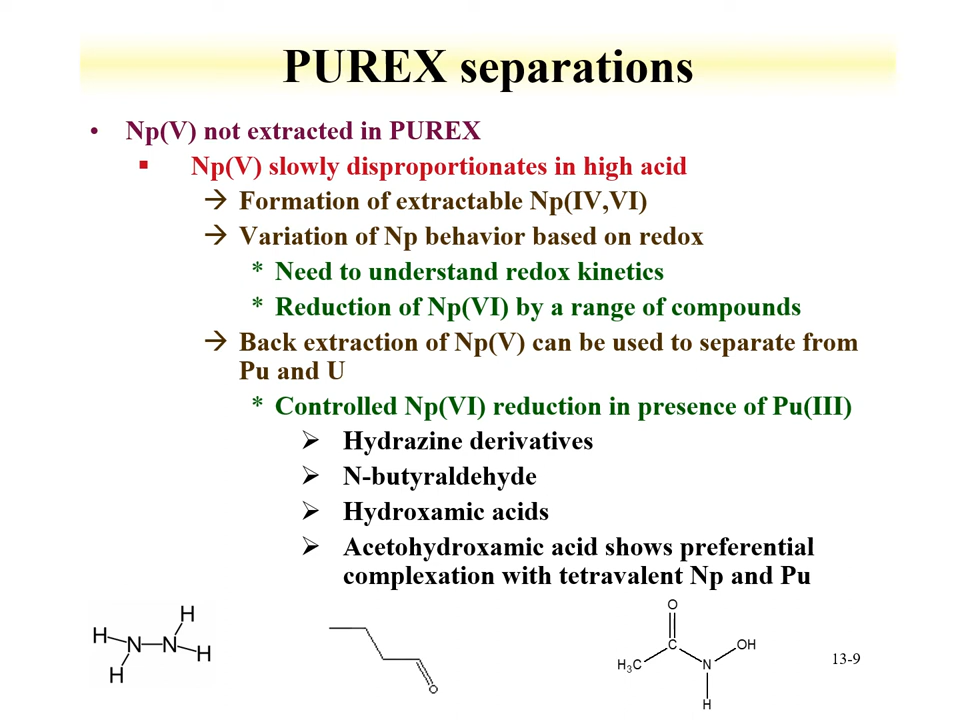 PUREX separations
• Np(V) not extracted in PUREX
▪ Np(V) slowly disproportionates in high acid
→ Formation of extractable Np(IV,VI)
→ Variation of Np behavior based on redox
* Need to understand redox kinetics
* Reduction of Np(VI) by a range of compounds
→ Back extraction of Np(V) can be used to separate from
Pu and U
* Controlled Np(VI) reduction in presence of Pu(III)
➢ Hydrazine derivatives
➢ N-butyraldehyde
➢ Hydroxamic acids
➢ Acetohydroxamic acid shows preferential
complexation with tetravalent Np and Pu
H
H
N
N
H
H
O
O
C
OH
H₃C
N
H
13-9